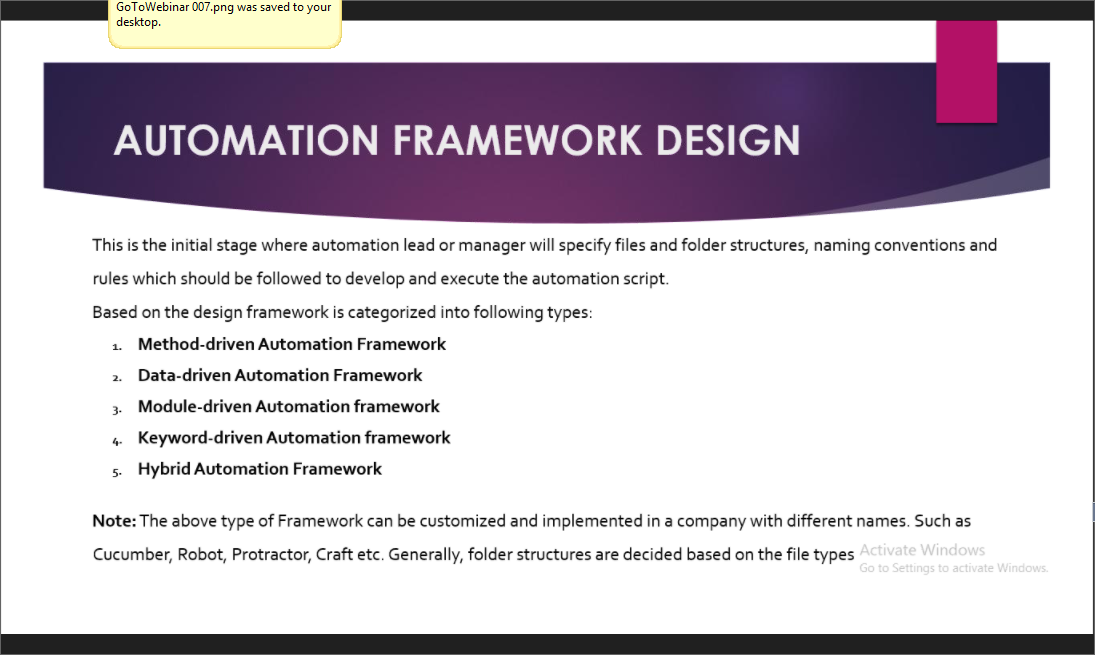 GoToWebinar 007.png was saved to your
desktop.
AUTOMATION FRAMEWORK DESIGN
This is the initial stage where automation lead or manager will specify files and folder structures, naming conventions and
rules which should be followed to develop and execute the automation script.
Based on the design framework is categorized into following types:
1. Method-driven Automation Framework
2. Data-driven Automation Framework
3. Module-driven Automation framework
4. Keyword-driven Automation framework
5. Hybrid Automation Framework
Note: The above type of Framework can be customized and implemented in a company with different names. Such as
Cucumber, Robot, Protractor, Craft etc. Generally, folder structures are decided based on the file types
Activate Windows
Go to Settings to activate Windows.